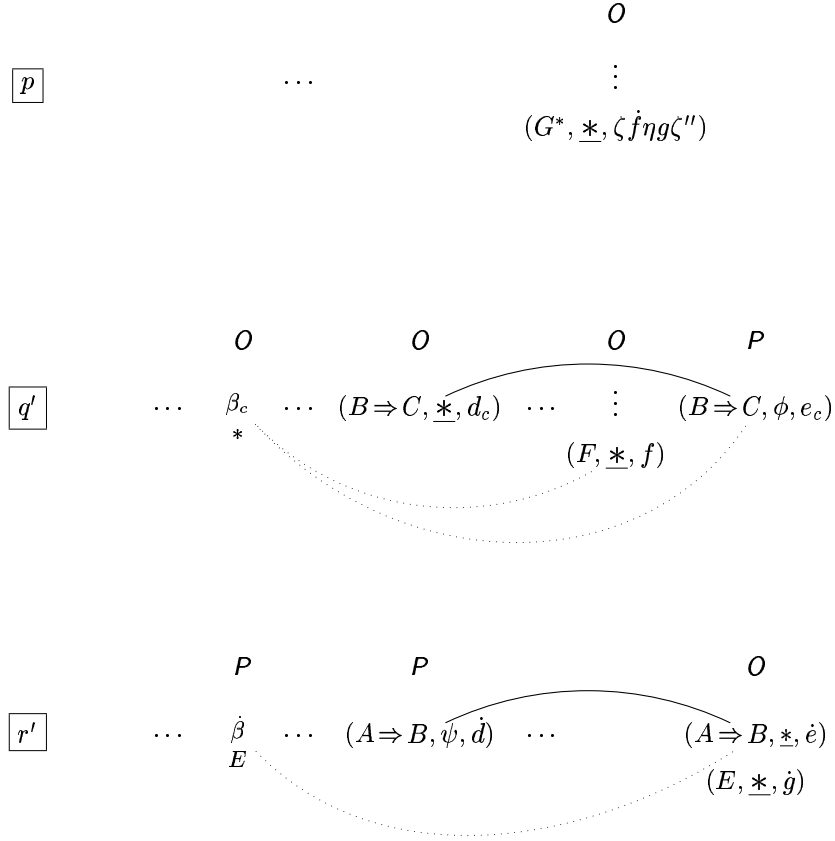 O
p ⋯ ⋮
(G*, *, ζḟηgζ′′)
O O O P
q′ ⋯ β_c ⋯ (B⇒C, *, d_c) ⋯ ⋮ (B⇒C, ϕ, e_c)
* (F, *, f)
P P O
r′ ⋯ β̇ ⋯ (A⇒B, ψ, ḋ) ⋯ (A⇒B, *, ė)
E (E, *, ġ)